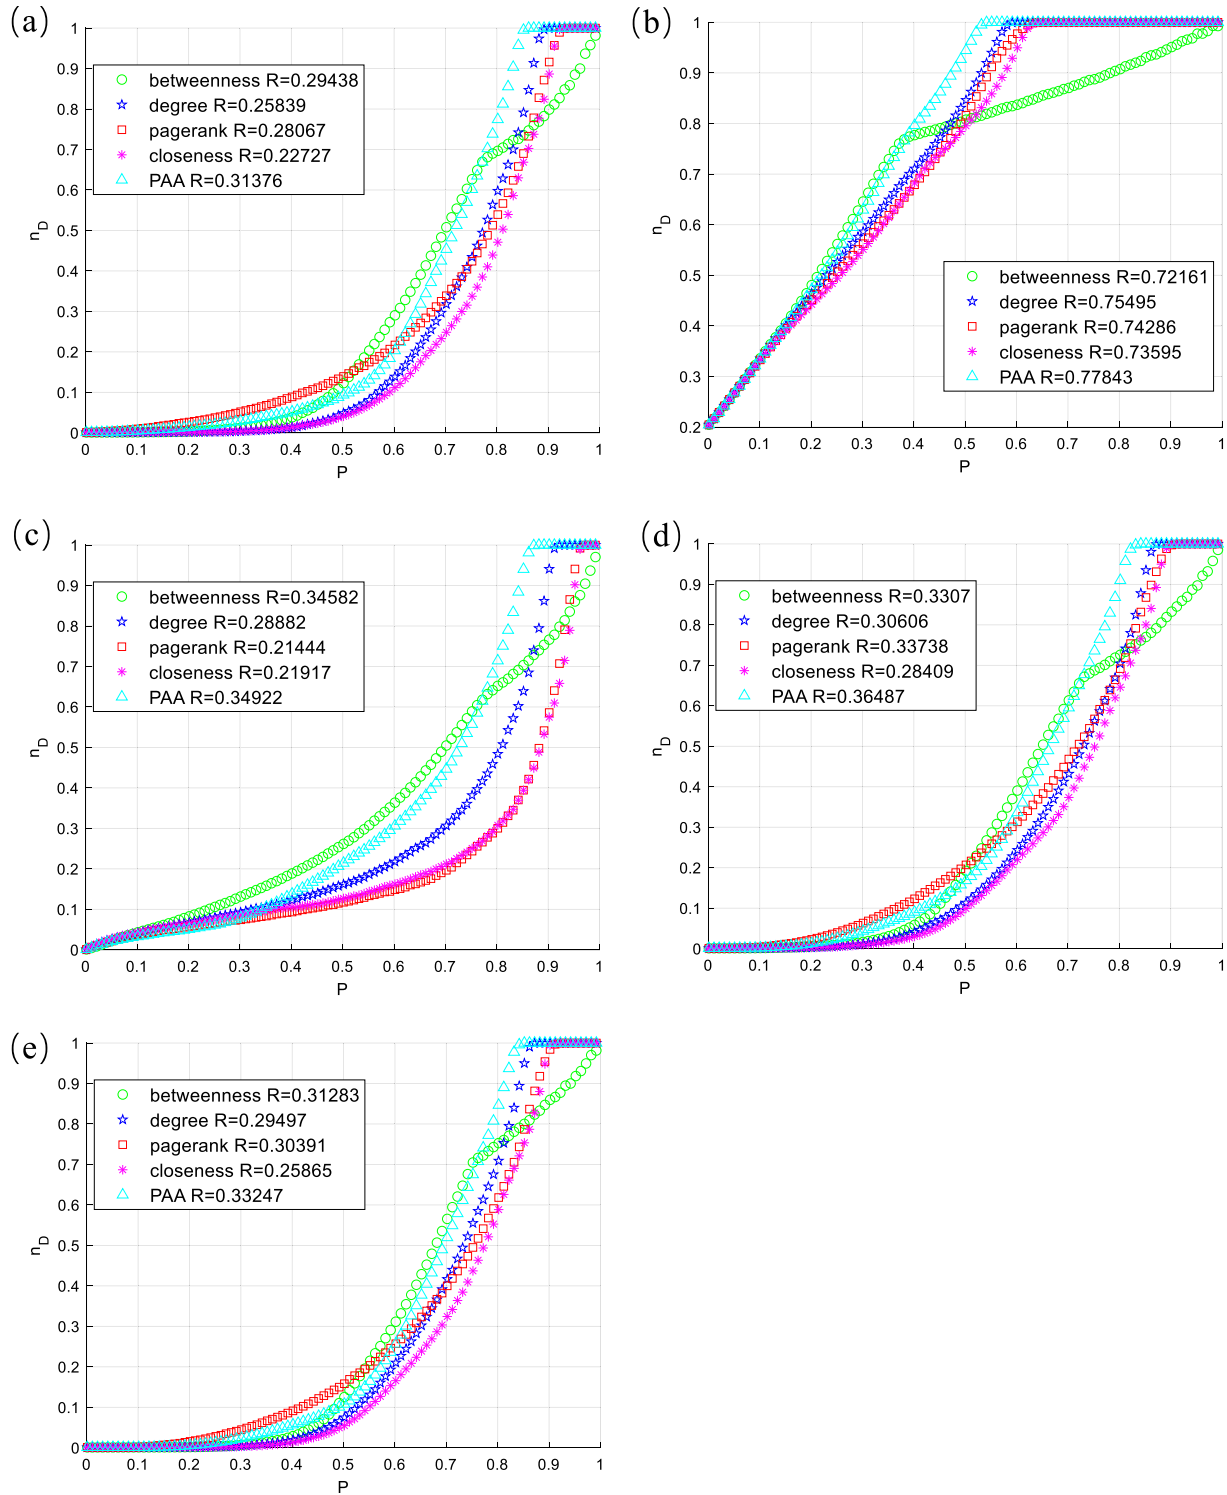 (a)
1
0.9
0.8
0.7
0.6
0.5
0.4
0.3
0.2
0.1
0
n_D
betweenness R=0.29438
degree R=0.25839
pagerank R=0.28067
closeness R=0.22727
PAA R=0.31376
0 0.1 0.2 0.3 0.4 0.5 0.6 0.7 0.8 0.9 1
P
(b)
1
0.9
0.8
0.7
0.6
0.5
0.4
0.3
0.2
n_D
betweenness R=0.72161
degree R=0.75495
pagerank R=0.74286
closeness R=0.73595
PAA R=0.77843
0 0.1 0.2 0.3 0.4 0.5 0.6 0.7 0.8 0.9 1
P
(c)
1
0.9
0.8
0.7
0.6
0.5
0.4
0.3
0.2
0.1
0
n_D
betweenness R=0.34582
degree R=0.28882
pagerank R=0.21444
closeness R=0.21917
PAA R=0.34922
0 0.1 0.2 0.3 0.4 0.5 0.6 0.7 0.8 0.9 1
P
(d)
1
0.9
0.8
0.7
0.6
0.5
0.4
0.3
0.2
0.1
0
n_D
betweenness R=0.3307
degree R=0.30606
pagerank R=0.33738
closeness R=0.28409
PAA R=0.36487
0 0.1 0.2 0.3 0.4 0.5 0.6 0.7 0.8 0.9 1
P
(e)
1
0.9
0.8
0.7
0.6
0.5
0.4
0.3
0.2
0.1
0
n_D
betweenness R=0.31283
degree R=0.29497
pagerank R=0.30391
closeness R=0.25865
PAA R=0.33247
0 0.1 0.2 0.3 0.4 0.5 0.6 0.7 0.8 0.9 1
P